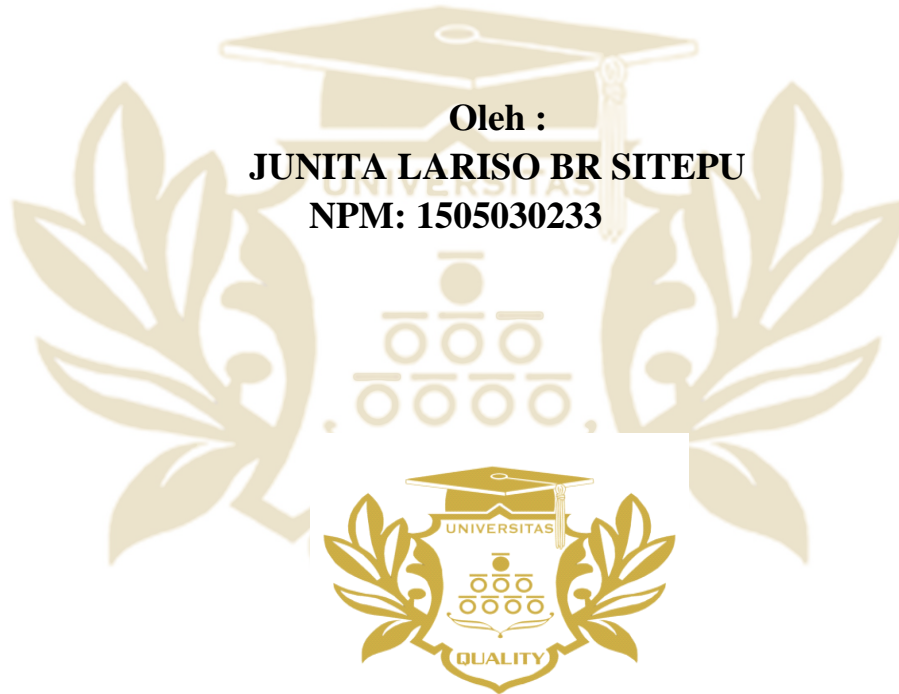 Oleh :
JUNITA LARISO BR SITEPU
UNIVERSITAS
NPM: 1505030233
UNIVERSITAS
QUALITY